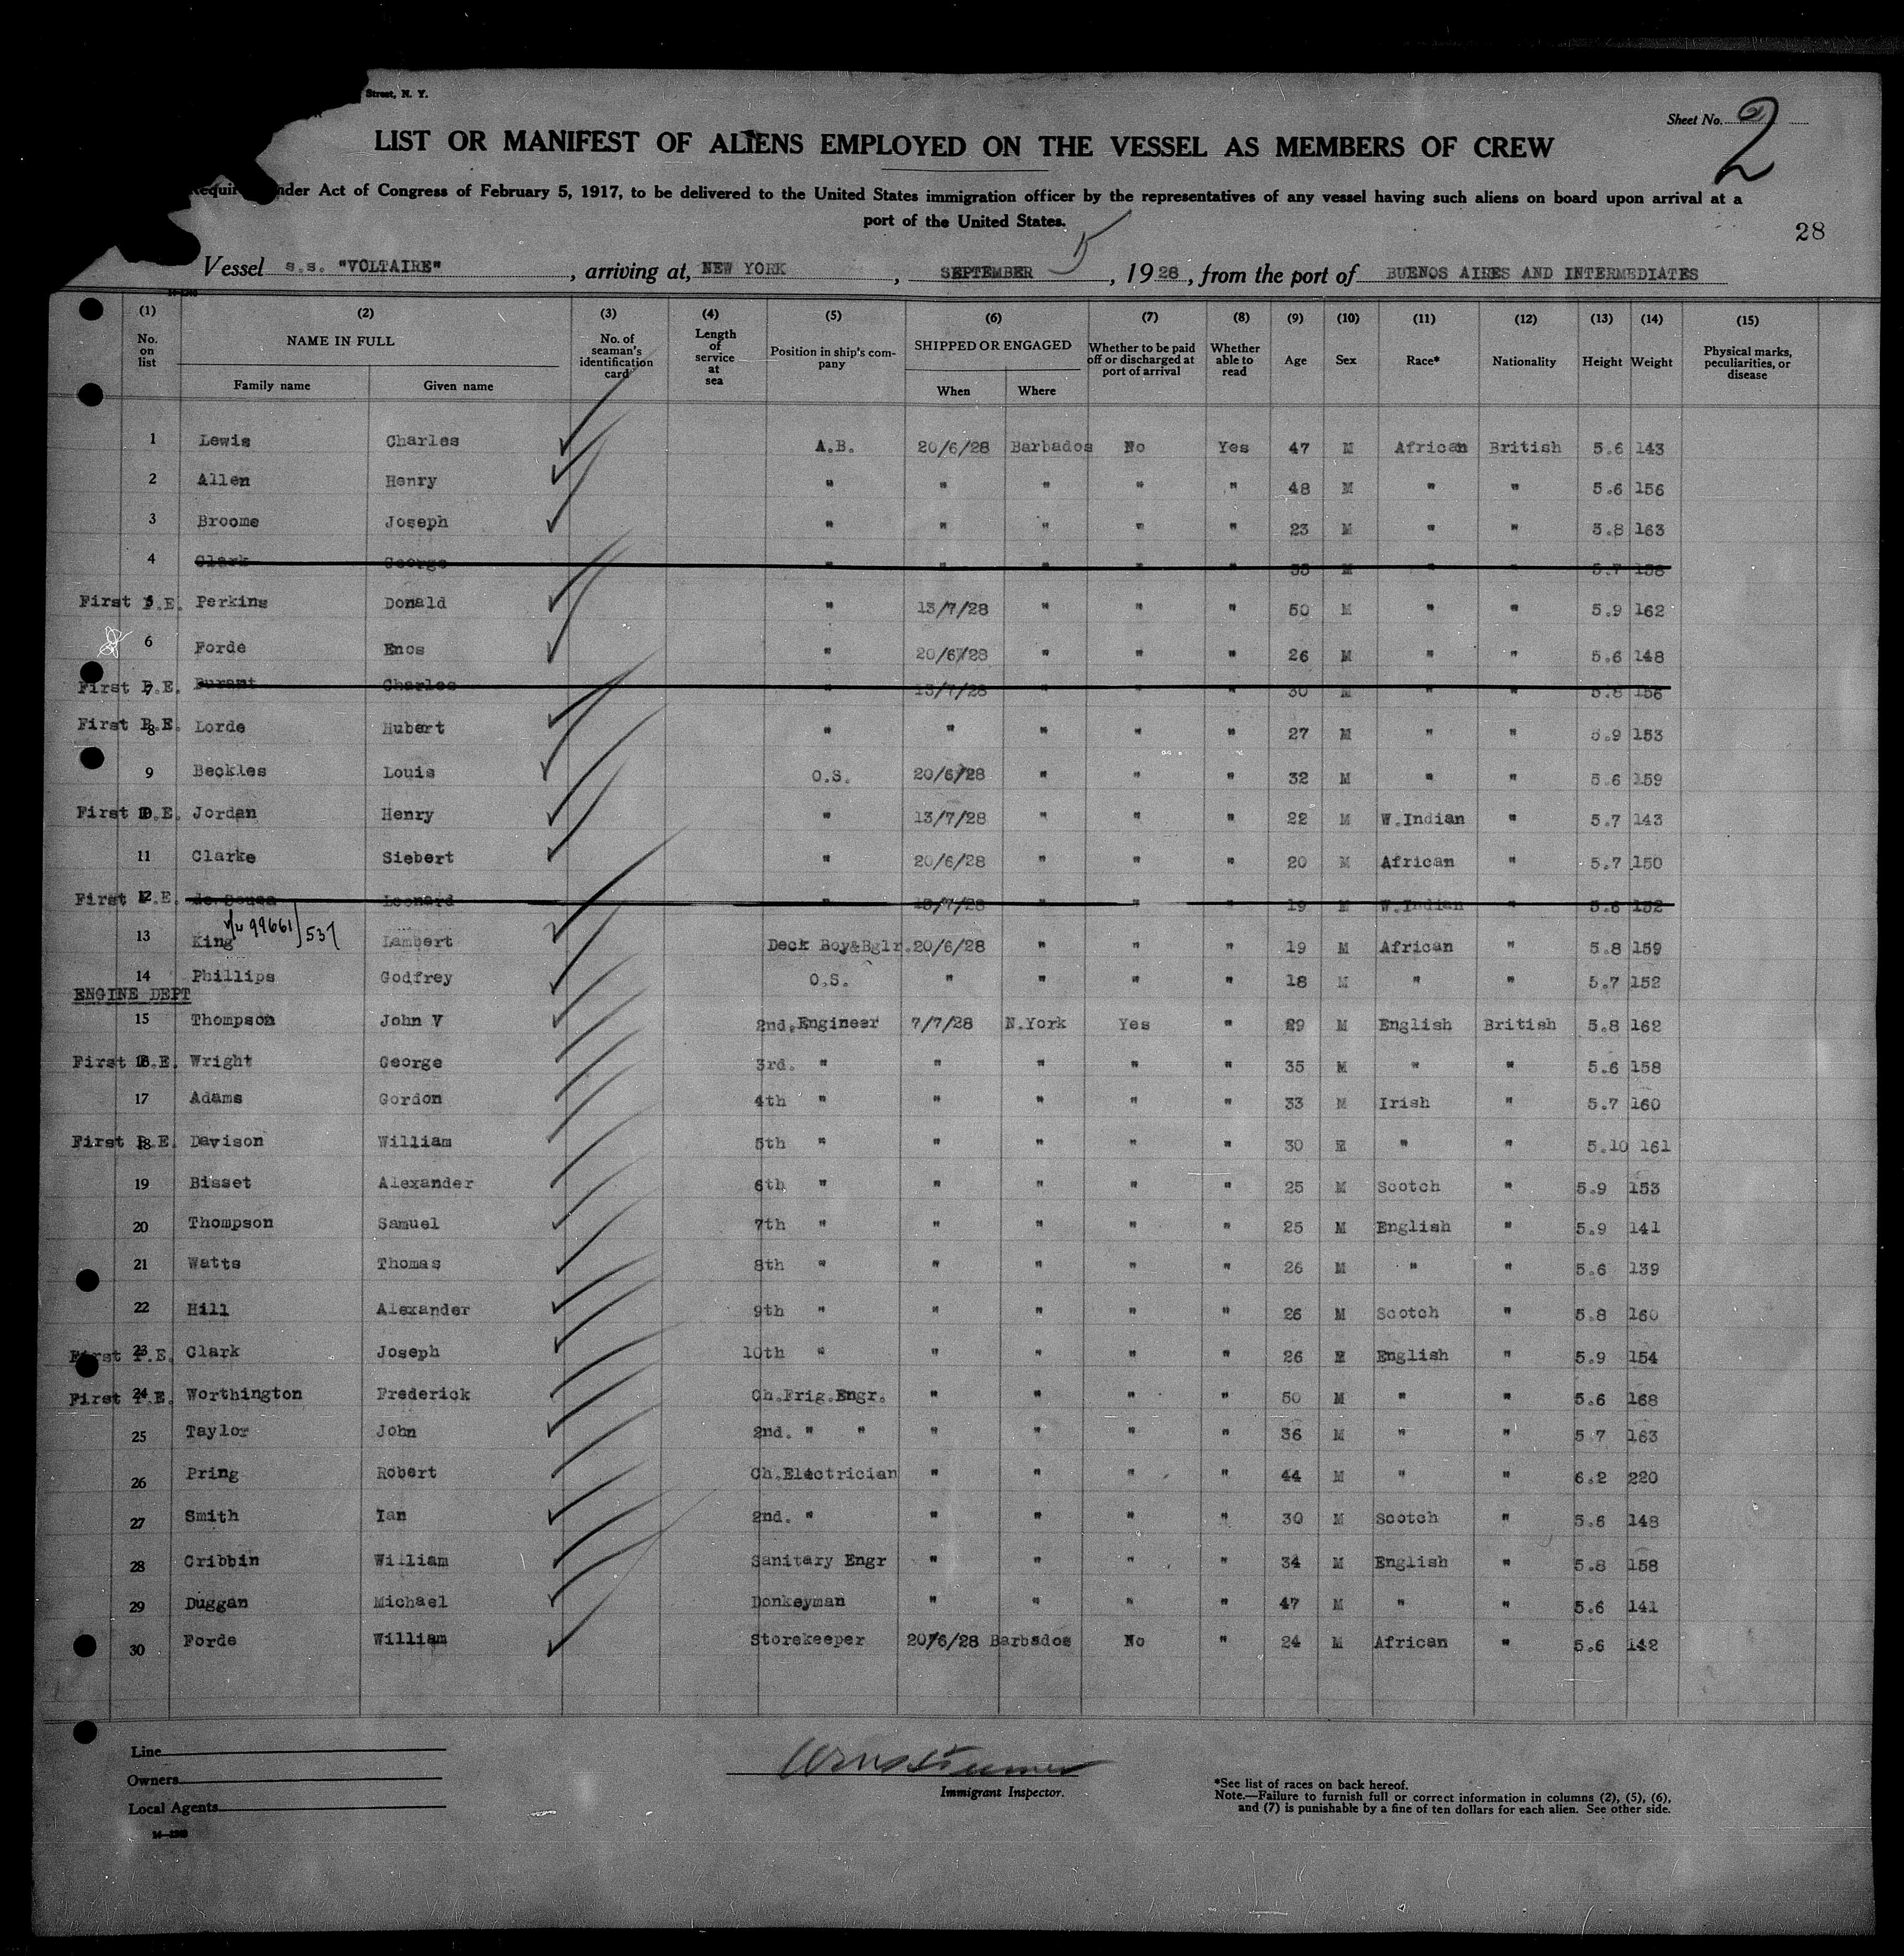 Street, N. Y.
Sheet No. 2
2
LIST OR MANIFEST OF ALIENS EMPLOYED ON THE VESSEL AS MEMBERS OF CREW
under Act of Congress of February 5, 1917, to be delivered to the United States immigration officer by the representatives of any vessel having such aliens on board upon arrival at a
port of the United States.
28
Vessel s.s. "VOLTAIRE", arriving at, NEW YORK, SEPTEMBER 5, 1928, from the port of BUENOS AIRES AND INTERMEDIATES
(1) (2) (3) (4) (5) (6) (7) (8) (9) (10) (11) (12) (13) (14) (15)
No. on list NAME IN FULL Family name Given name No. of seaman's identification card Length of service at sea Position in ship's company SHIPPED OR ENGAGED When Where Whether to be paid off or discharged at port of arrival Whether able to read Age Sex Race* Nationality Height Weight Physical marks, peculiarities, or disease
1 Lewis Charles A.B. 20/6/28 Barbados No Yes 47 M African British 5.6 143
2 Allen Henry " " " " " 48 M " " 5.6 156
3 Broome Joseph " " " " " 23 M " " 5.8 163
4 Clark George " " " " " 35 M " " 5.7 158
First P.E. 5 Perkins Donald " 13/7/28 " " " 50 M " " 5.9 162
6 Forde Enos " 20/6/28 " " " 26 M " " 5.6 148
First P.E. 7 Durant Charles " 13/7/28 " " " 30 M " " 5.8 156
First P.E. 8 Lorde Hubert " " " " " 27 M " " 5.9 153
9 Beckles Louis O.S. 20/6/28 " " " 32 M " " 5.6 159
First P.E. 10 Jordan Henry " 13/7/28 " " " 22 M W.Indian " 5.7 143
11 Clarke Siebert " 20/6/28 " " " 20 M African " 5.7 150
First P.E. 12 de Souza Leonard " 13/7/28 " " " 19 M W.Indian " 5.6 152
99661/537
13 King Lambert Deck Boy&Bglr. 20/6/28 " " " 19 M African " 5.8 159
14 Phillips Godfrey O.S. " " " " 18 M " " 5.7 152
ENGINE DEPT
15 Thompson John V 2nd. Engineer 7/7/28 N.York Yes " 29 M English British 5.8 162
First P.E. 16 Wright George 3rd. " " " " " 35 M " " 5.6 158
17 Adams Gordon 4th " " " " " 33 M Irish " 5.7 160
First P.E. 18 Davison William 5th " " " " " 30 M " " 5.10 161
19 Bisset Alexander 6th " " " " " 25 M Scotch " 5.9 153
20 Thompson Samuel 7th " " " " " 25 M English " 5.9 141
21 Watts Thomas 8th " " " " " 26 M " " 5.6 139
22 Hill Alexander 9th " " " " " 26 M Scotch " 5.8 160
First P.E. 23 Clark Joseph 10th " " " " " 26 M English " 5.9 154
First P.E. 24 Worthington Frederick Ch.Frig.Engr. " " " " 50 M " " 5.6 168
25 Taylor John 2nd. " " " " " " 36 M " " 5.7 163
26 Pring Robert Ch.Electrician " " " " 44 M " " 6.2 220
27 Smith Ian 2nd. " " " " " 30 M Scotch " 5.6 148
28 Cribbin William Sanitary Engr " " " " 34 M English " 5.8 158
29 Duggan Michael Donkeyman " " " " 47 M " " 5.6 141
30 Forde William Storekeeper 20/6/28 Barbados No " 24 M African " 5.6 142
Line
Owners
Local Agents
Immigrant Inspector.
*See list of races on back hereof.
Note.—Failure to furnish full or correct information in columns (2), (5), (6),
and (7) is punishable by a fine of ten dollars for each alien. See other side.